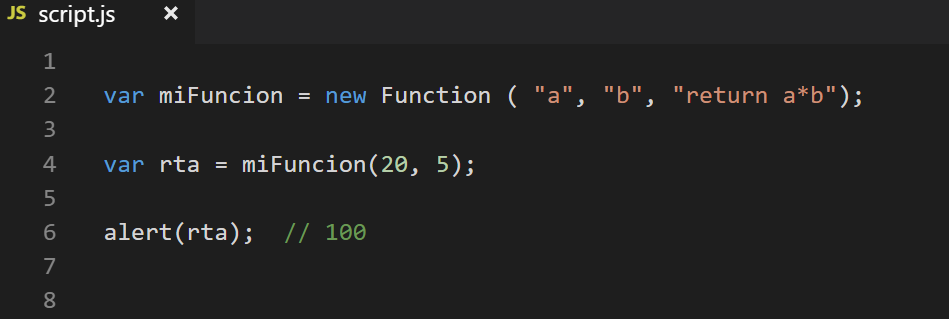 JS script.js ×
1
2 var miFuncion = new Function ( "a", "b", "return a*b");
3
4 var rta = miFuncion(20, 5);
5
6 alert(rta);  // 100
7
8